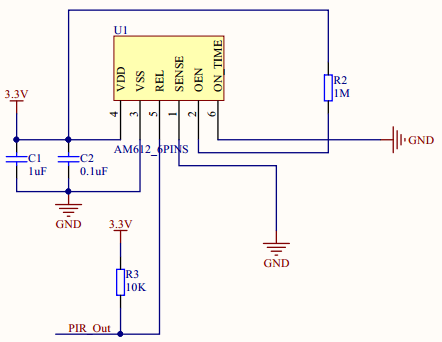 U1
VDD
VSS
REL
SENSE
OEN
ON_TIME
4
3
5
1
2
6
AM612_6PINS
3.3V
C1
1uF
C2
0.1uF
GND
R2
1M
GND
GND
3.3V
R3
10K
PIR_Out